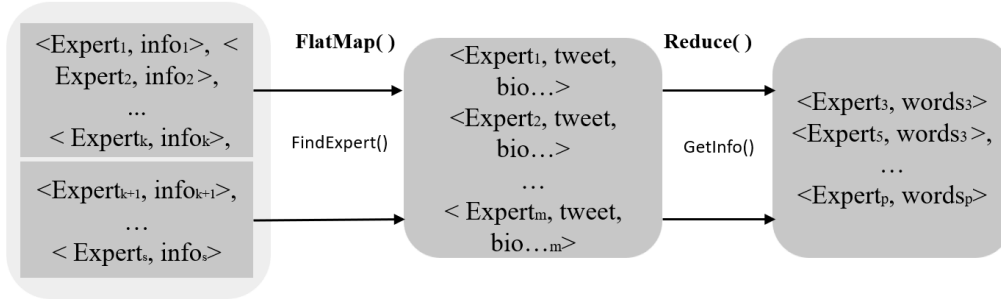 <Expert₁, info₁>, <
Expert₂, info₂>,
...
< Expertₖ, infoₖ>,
<Expertₖ₊₁, infoₖ₊₁>,
…
< Expertₛ, infoₛ>
FlatMap( )
FindExpert()
<Expert₁, tweet,
bio…>
<Expert₂, tweet,
bio…>
…
< Expertₘ, tweet,
bio…ₘ>
Reduce( )
GetInfo()
<Expert₃, words₃>
<Expert₅, words₃>,
…
<Expertₚ, wordsₚ>